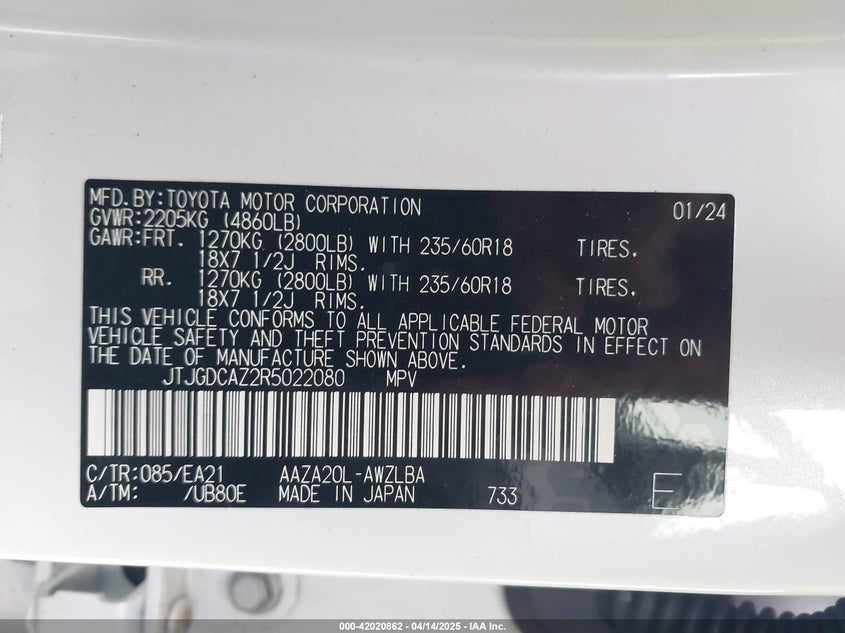 MFD.BY:TOYOTA MOTOR CORPORATION 01/24
GVWR:2205KG (4860LB)
GAWR:FRT. 1270KG (2800LB) WITH 235/60R18 TIRES.
18X7 1/2J RIMS.
RR. 1270KG (2800LB) WITH 235/60R18 TIRES.
18X7 1/2J RIMS.
THIS VEHICLE CONFORMS TO ALL APPLICABLE FEDERAL MOTOR
VEHICLE SAFETY AND THEFT PREVENTION STANDARDS IN EFFECT ON
THE DATE OF MANUFACTURE SHOWN ABOVE.
JTJGDCAZ2R5022080 MPV
C/TR:085/EA21 AAZA20L-AWZLBA
A/TM: /UB80E MADE IN JAPAN 733 E
000-42020862 - 04/14/2025 - IAA Inc.